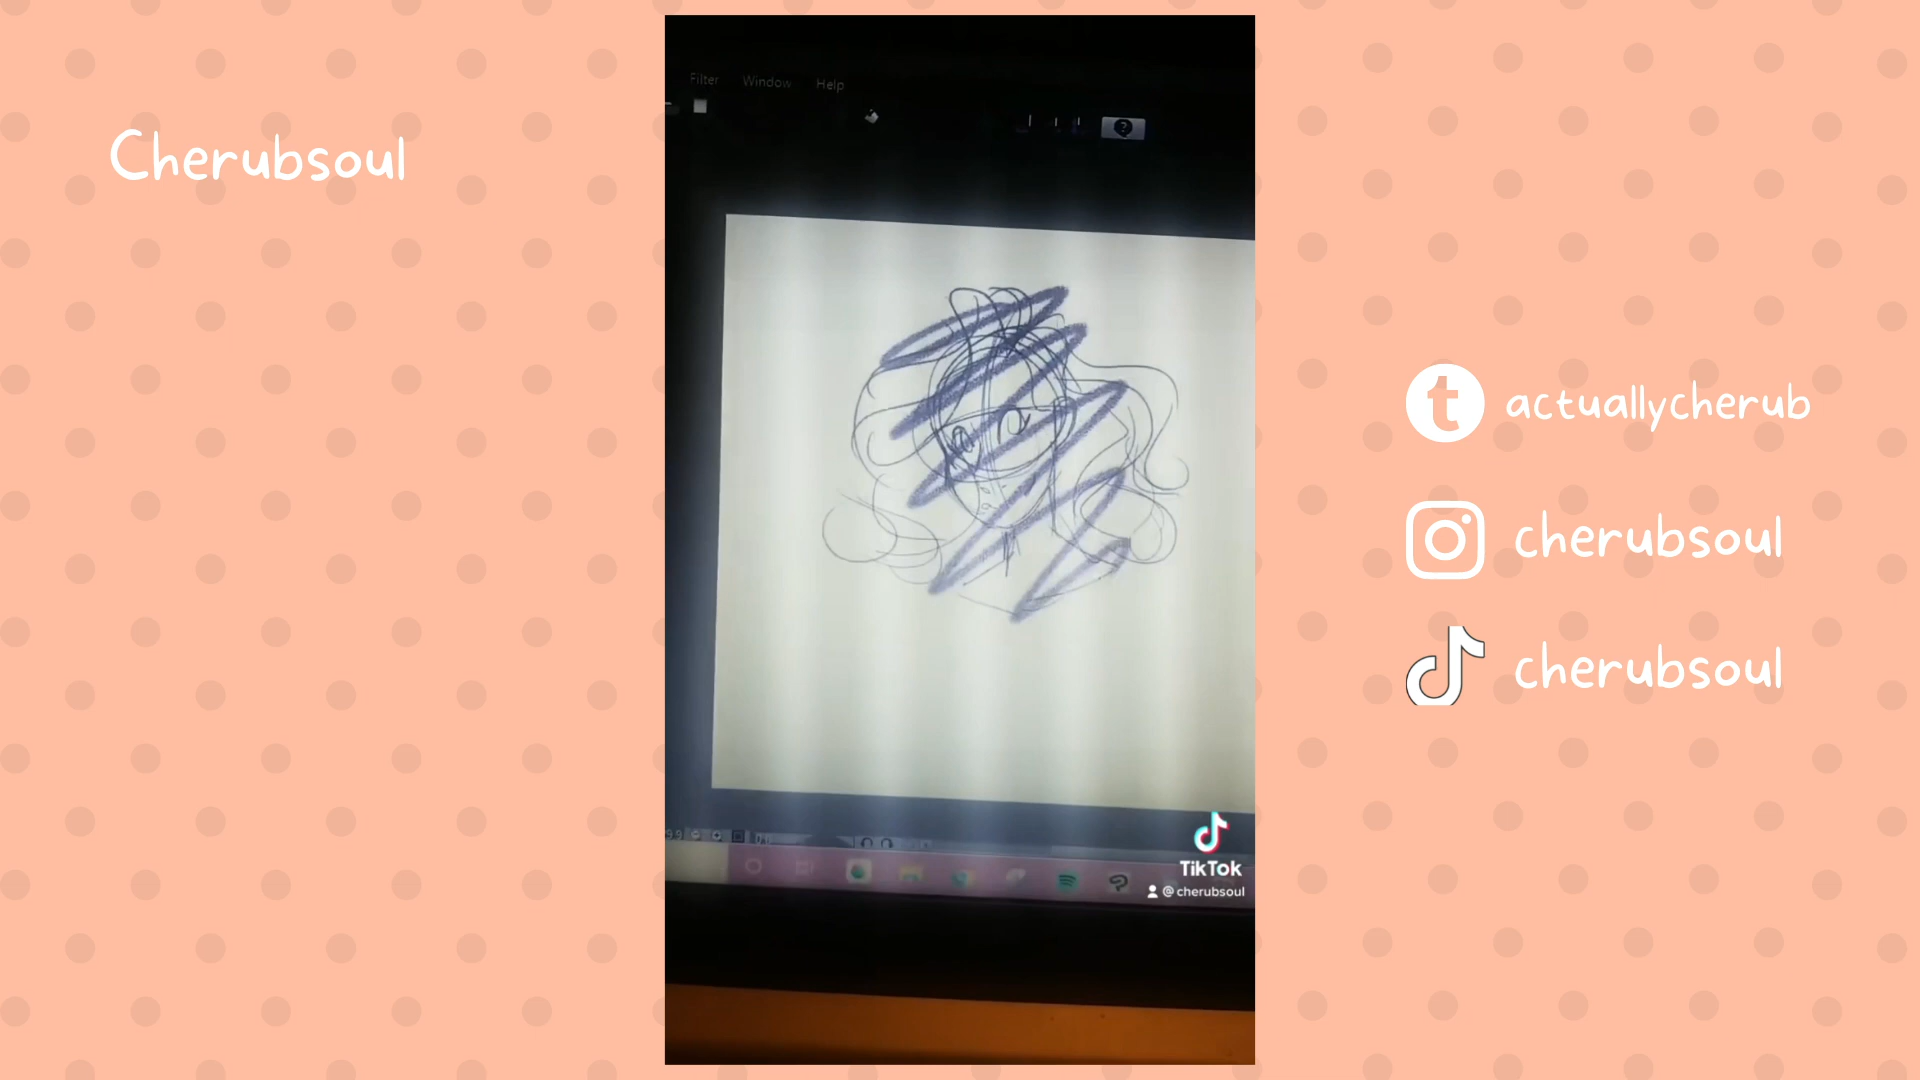 Cherubsoul
Filter Window Help
actuallycherub
cherubsoul
cherubsoul
TikTok
@cherubsoul